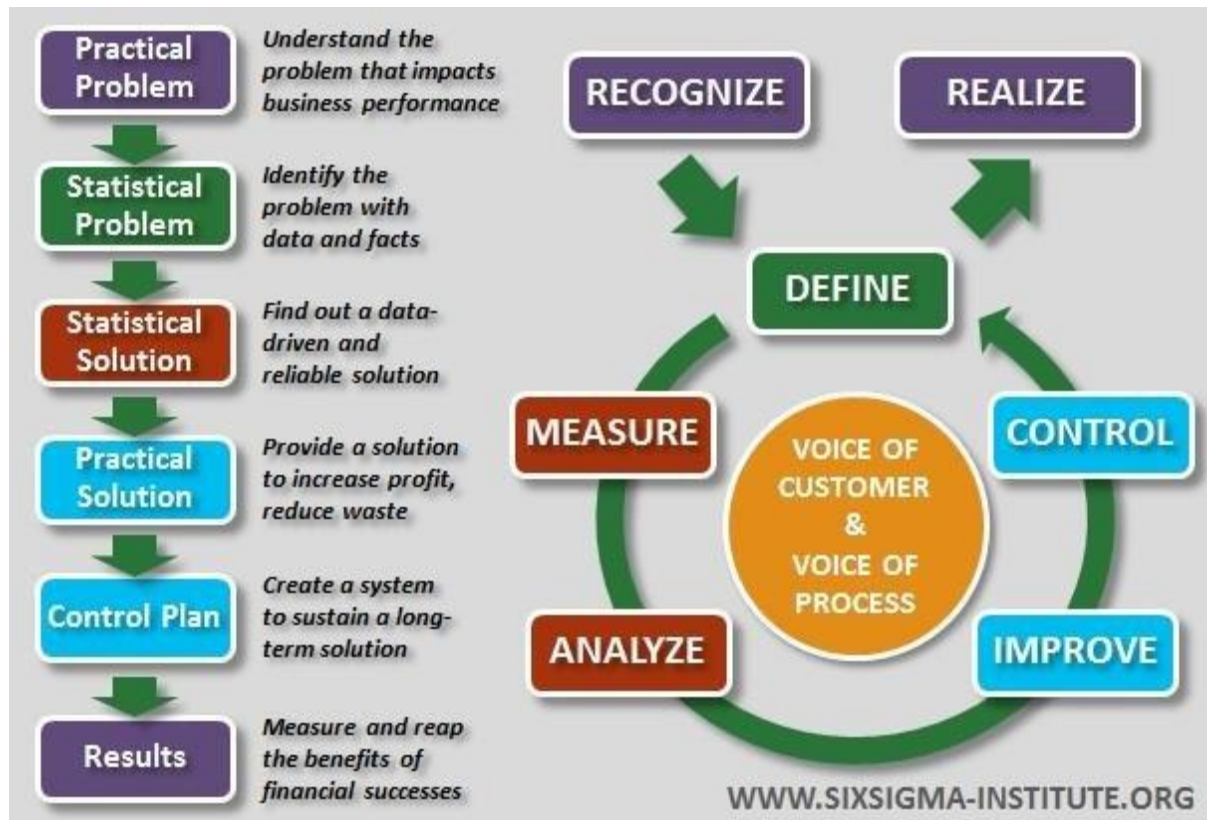 Practical
Problem
Understand the
problem that impacts
business performance
Statistical
Problem
Identify the
problem with
data and facts
Statistical
Solution
Find out a data-
driven and
reliable solution
Practical
Solution
Provide a solution
to increase profit,
reduce waste
Control Plan
Create a system
to sustain a long-
term solution
Results
Measure and reap
the benefits of
financial successes
RECOGNIZE
REALIZE
DEFINE
MEASURE
CONTROL
VOICE OF
CUSTOMER
&
VOICE OF
PROCESS
ANALYZE
IMPROVE
WWW.SIXSIGMA-INSTITUTE.ORG